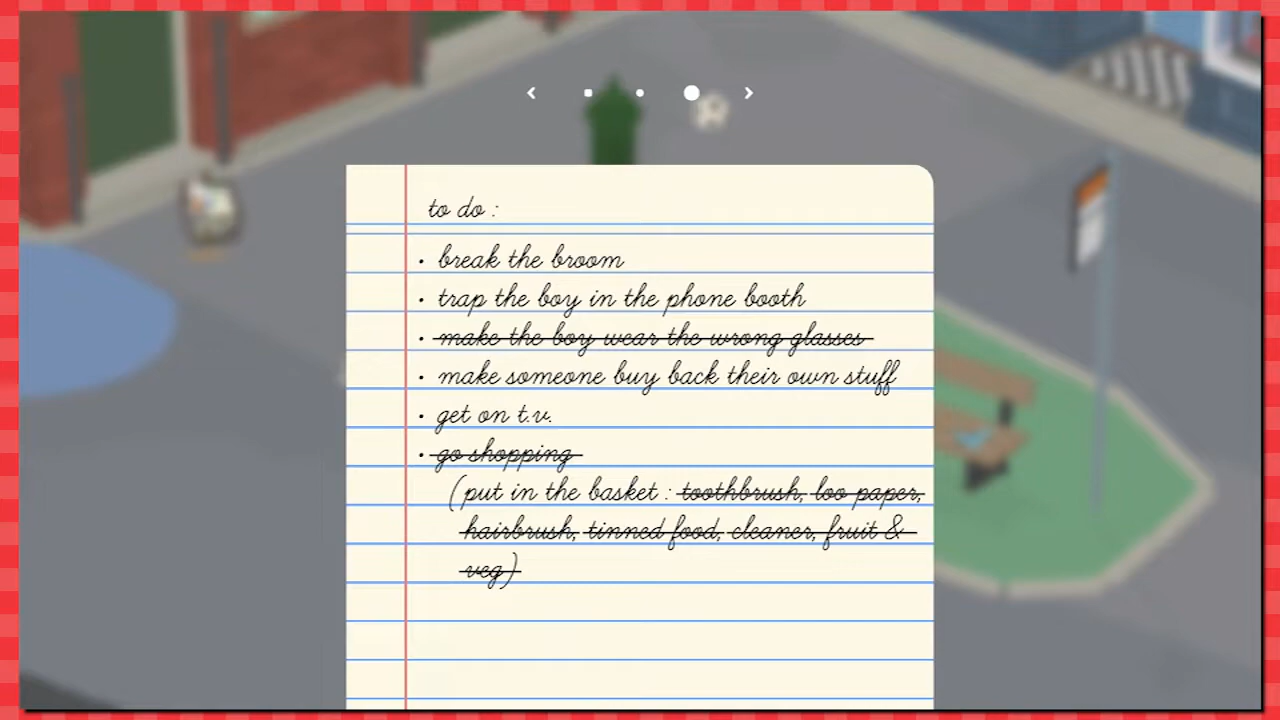 to do :
• break the broom
• trap the boy in the phone booth
• make the boy wear the wrong glasses
• make someone buy back their own stuff
• get on t.v.
• go shopping
(put in the basket : toothbrush, loo paper,
hairbrush, tinned food, cleaner, fruit &
veg)